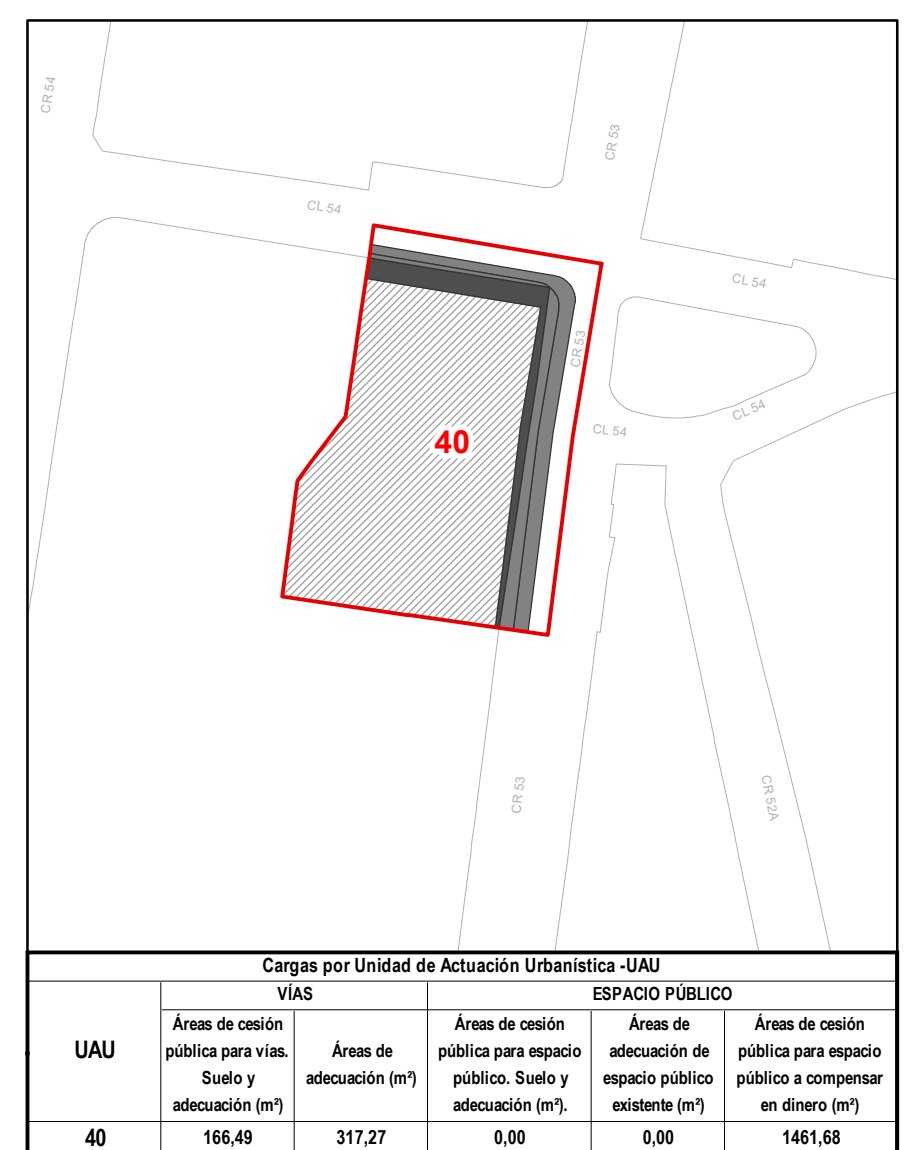 CR 54
CR 53
CL 54
CL 54
CR 53
CL 54
CL 54
40
CR 53
CR 52A
Cargas por Unidad de Actuación Urbanística -UAU
UAU
VÍAS
ESPACIO PÚBLICO
Áreas de cesión
pública para vías.
Suelo y
adecuación (m²)
Áreas de
adecuación (m²)
Áreas de cesión
pública para espacio
público. Suelo y
adecuación (m²).
Áreas de
adecuación de
espacio público
existente (m²)
Áreas de cesión
pública para espacio
público a compensar
en dinero (m²)
40 166,49 317,27 0,00 0,00 1461,68